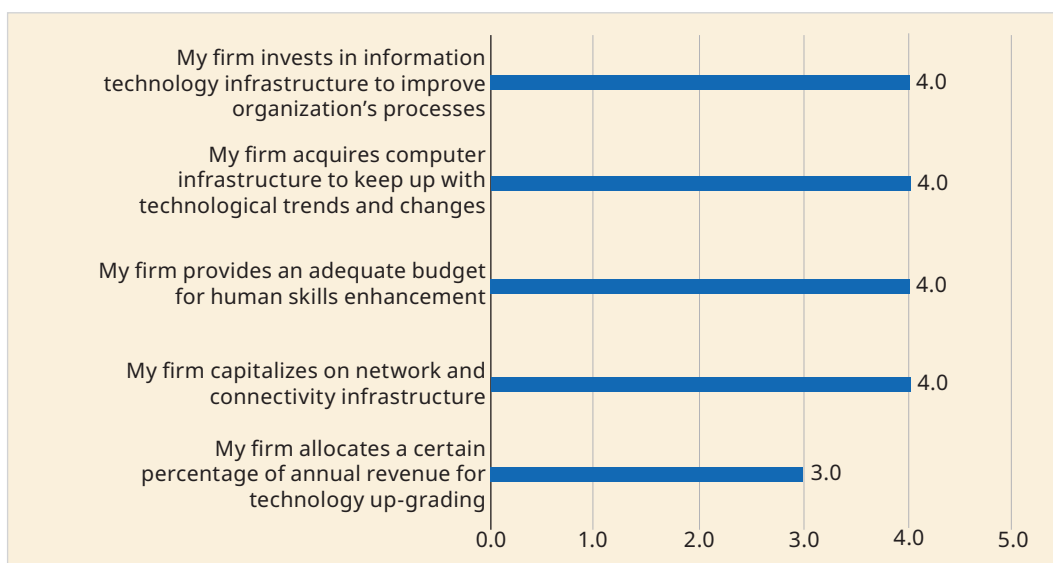 My firm invests in information
technology infrastructure to improve
organization’s processes
4.0
My firm acquires computer
infrastructure to keep up with
technological trends and changes
4.0
My firm provides an adequate budget
for human skills enhancement
4.0
My firm capitalizes on network and
connectivity infrastructure
4.0
My firm allocates a certain
percentage of annual revenue for
technology up-grading
3.0
0.0 1.0 2.0 3.0 4.0 5.0